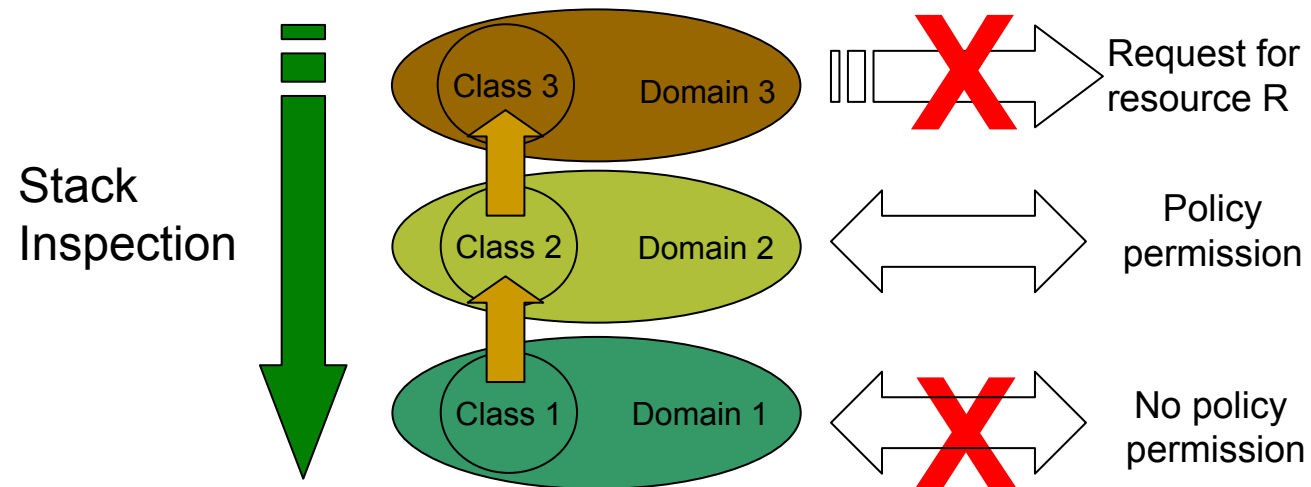 Stack
Inspection
Class 3
Domain 3
Request for
resource R
Class 2
Domain 2
Policy
permission
Class 1
Domain 1
No policy
permission